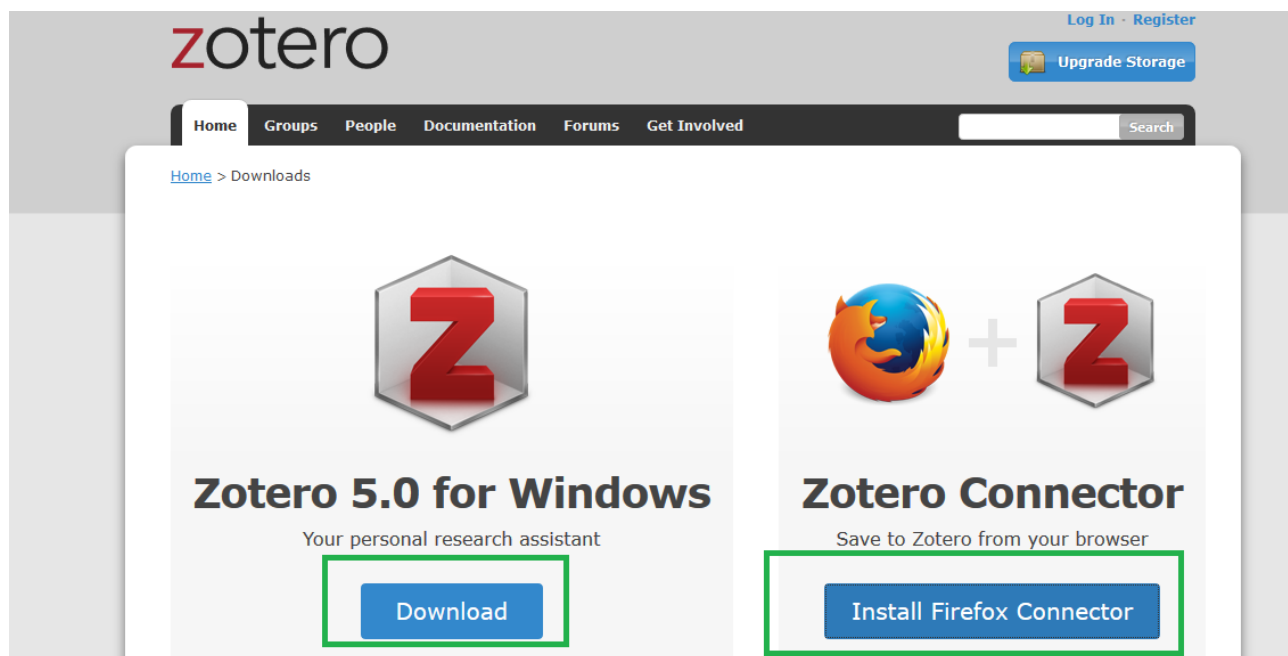 Log In · Register
zotero
Upgrade Storage
Home Groups People Documentation Forums Get Involved Search
Home > Downloads
Z
Z
Zotero 5.0 for Windows
Your personal research assistant
Download
Zotero Connector
Save to Zotero from your browser
Install Firefox Connector